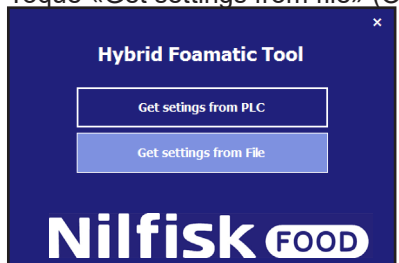 Toque «Get settings from file» (
×
Hybrid Foamatic Tool
Get setings from PLC
Get settings from File
Nilfisk FOOD